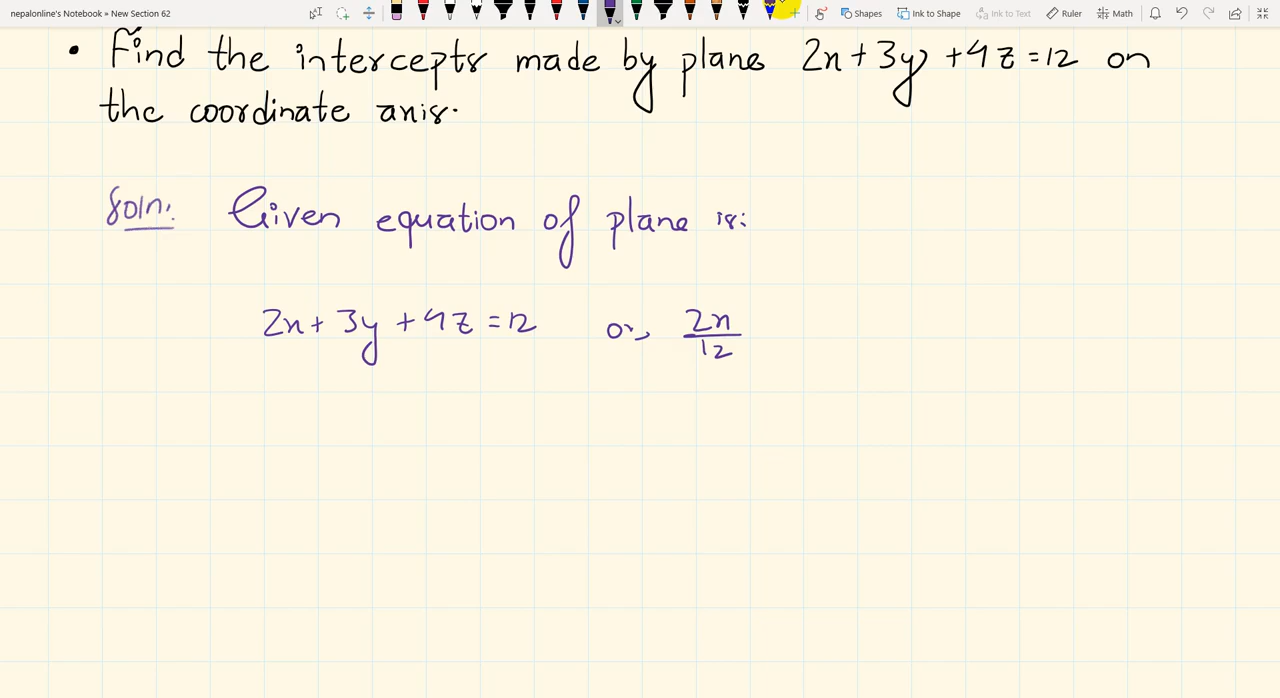 nepalonline's Notebook » New Section 62
Shapes Ink to Shape Ink to Text Ruler Math
• Find the intercepts made by plane 2x + 3y + 4z = 12 on
the coordinate axis.
Soln: Given equation of plane is:
2x + 3y + 4z = 12 or, 2x/12